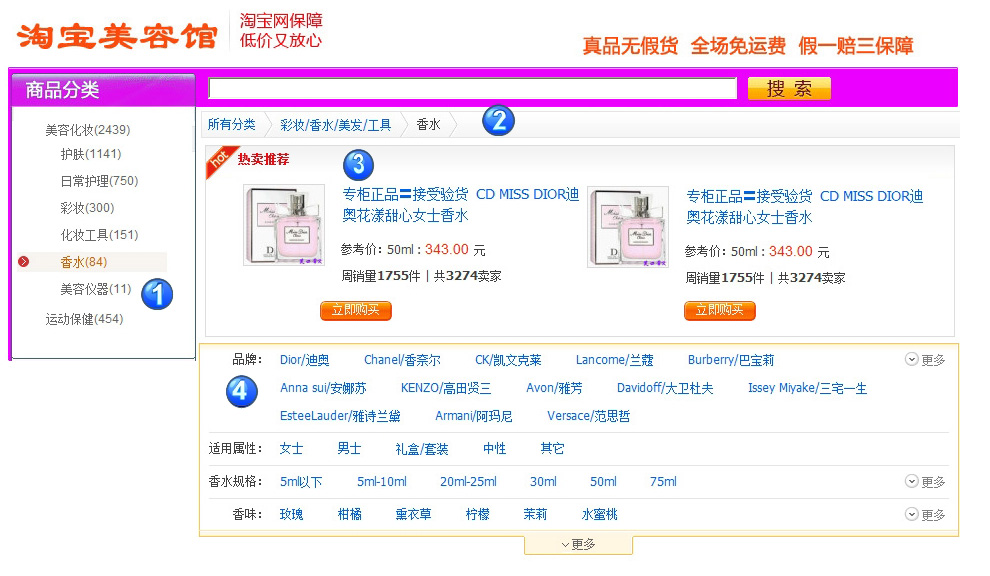 淘宝美容馆
淘宝网保障
低价又放心
真品无假货 全场免运费 假一赔三保障
商品分类
搜 索
美容化妆(2439)
护肤(1141)
日常护理(750)
彩妆(300)
化妆工具(151)
香水(84)
美容仪器(11)
运动保健(454)
1
所有分类 彩妆/香水/美发/工具 香水
2
hot 热卖推荐
3
专柜正品〓接受验货 CD MISS DIOR迪
奥花漾甜心女士香水
参考价: 50ml : 343.00 元
周销量1755件 | 共3274卖家
立即购买
专柜正品〓接受验货 CD MISS DIOR迪
奥花漾甜心女士香水
参考价: 50ml : 343.00 元
周销量1755件 | 共3274卖家
立即购买
4
品牌: Dior/迪奥 Chanel/香奈尔 CK/凯文克莱 Lancome/兰蔻 Burberry/巴宝莉 更多
Anna sui/安娜苏 KENZO/高田贤三 Avon/雅芳 Davidoff/大卫杜夫 Issey Miyake/三宅一生
EsteeLauder/雅诗兰黛 Armani/阿玛尼 Versace/范思哲
适用属性: 女士 男士 礼盒/套装 中性 其它
香水规格: 5ml以下 5ml-10ml 20ml-25ml 30ml 50ml 75ml 更多
香味: 玫瑰 柑橘 薰衣草 柠檬 茉莉 水蜜桃 更多
更多